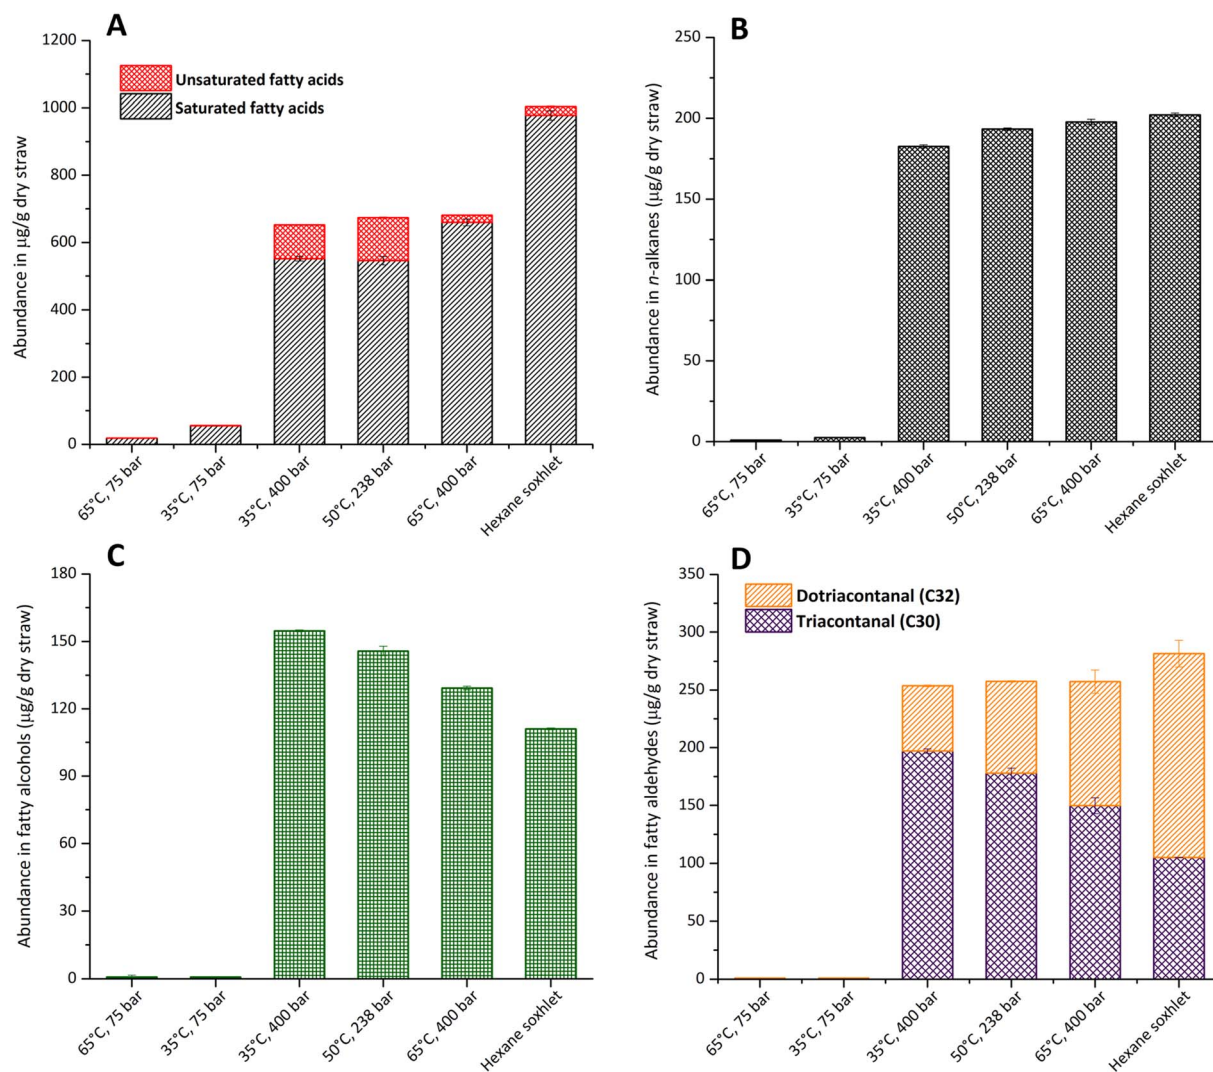 A
Abundance in µg/g dry straw
1200
1000
800
600
400
200
0
Unsaturated fatty acids
Saturated fatty acids
65°C, 75 bar
35°C, 75 bar
35°C, 400 bar
50°C, 238 bar
65°C, 400 bar
Hexane soxhlet
B
Abundance in n-alkanes (µg/g dry straw)
250
200
150
100
50
0
65°C, 75 bar
35°C, 75 bar
35°C, 400 bar
50°C, 238 bar
65°C, 400 bar
Hexane soxhlet
C
Abundance in fatty alcohols (µg/g dry straw)
180
150
120
90
60
30
0
65°C, 75 bar
35°C, 75 bar
35°C, 400 bar
50°C, 238 bar
65°C, 400 bar
Hexane soxhlet
D
Abundance in fatty aldehydes (µg/g dry straw)
350
300
250
200
150
100
50
0
Dotriacontanal (C32)
Triacontanal (C30)
65°C, 75 bar
35°C, 75 bar
35°C, 400 bar
50°C, 238 bar
65°C, 400 bar
Hexane soxhlet